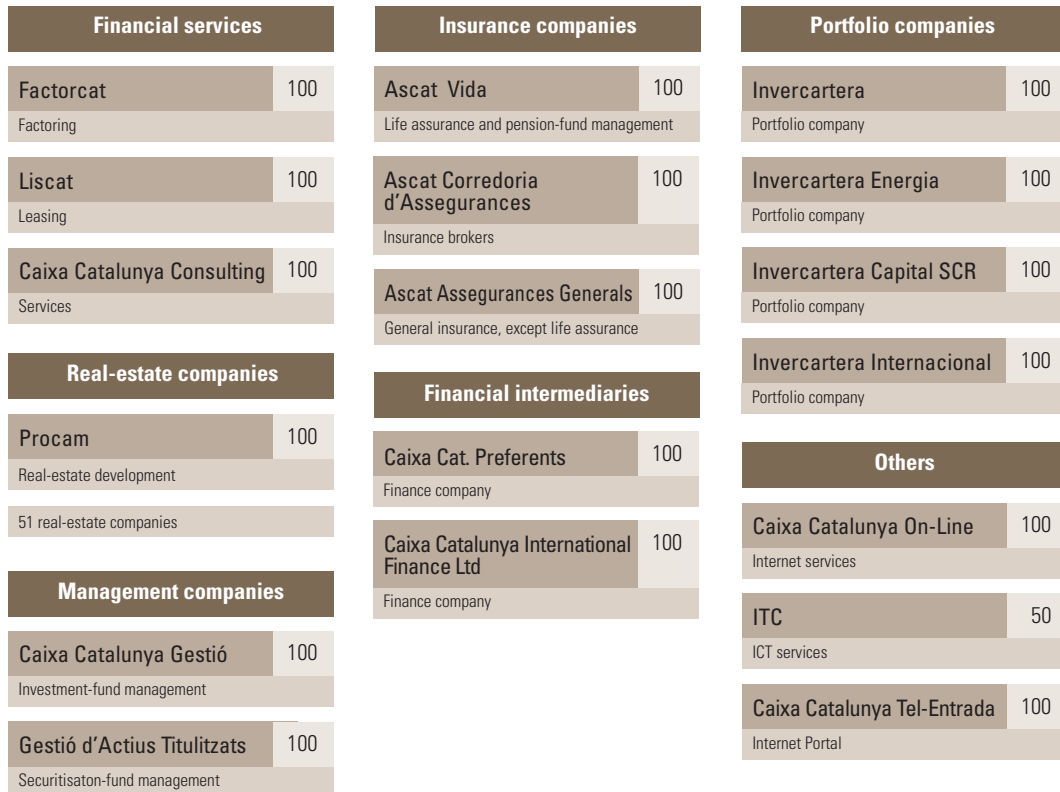 Financial services
Factorcat 100
Factoring
Liscat 100
Leasing
Caixa Catalunya Consulting 100
Services
Real-estate companies
Procam 100
Real-estate development
51 real-estate companies
Management companies
Caixa Catalunya Gestió 100
Investment-fund management
Gestió d’Actius Titulitzats 100
Securitisaton-fund management
Insurance companies
Ascat Vida 100
Life assurance and pension-fund management
Ascat Corredoria 100
d’Assegurances
Insurance brokers
Ascat Assegurances Generals 100
General insurance, except life assurance
Financial intermediaries
Caixa Cat. Preferents 100
Finance company
Caixa Catalunya International 100
Finance Ltd
Finance company
Portfolio companies
Invercartera 100
Portfolio company
Invercartera Energia 100
Portfolio company
Invercartera Capital SCR 100
Portfolio company
Invercartera Internacional 100
Portfolio company
Others
Caixa Catalunya On-Line 100
Internet services
ITC 50
ICT services
Caixa Catalunya Tel-Entrada 100
Internet Portal